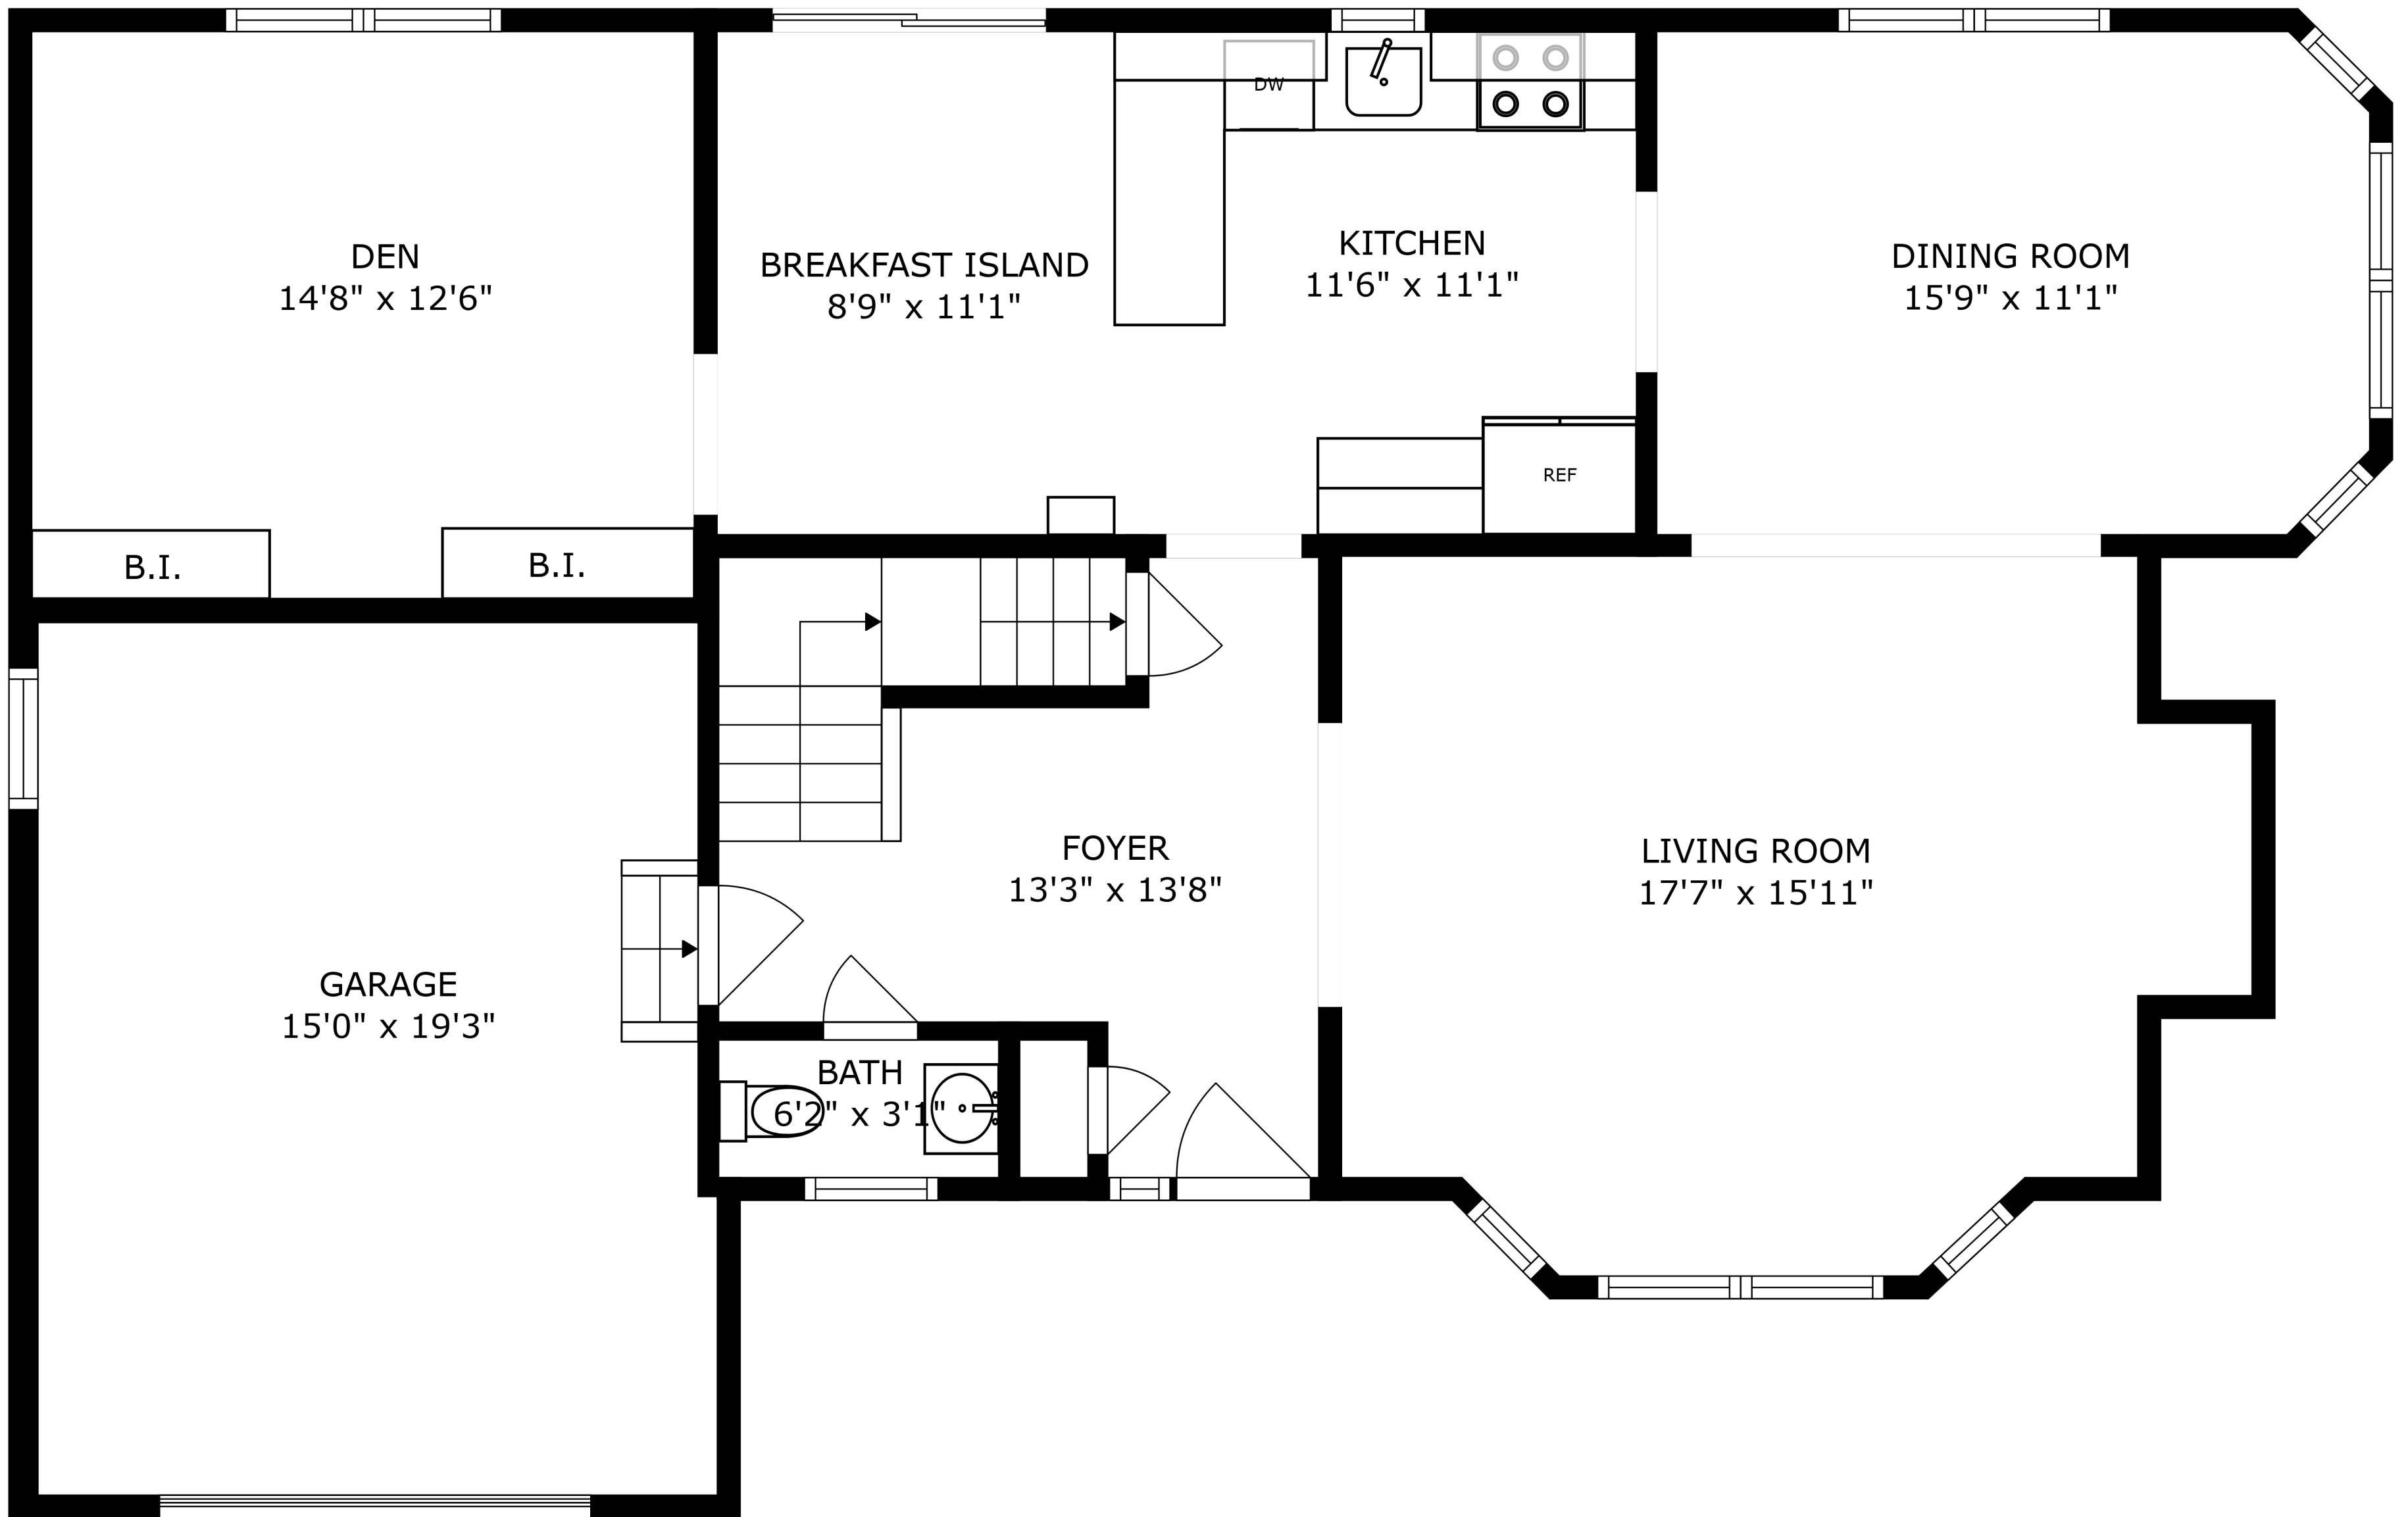 DW
DEN
14'8" x 12'6"
BREAKFAST ISLAND
8'9" x 11'1"
KITCHEN
11'6" x 11'1"
DINING ROOM
15'9" x 11'1"
REF
B.I.
B.I.
FOYER
13'3" x 13'8"
LIVING ROOM
17'7" x 15'11"
GARAGE
15'0" x 19'3"
BATH
6'2" x 3'1"